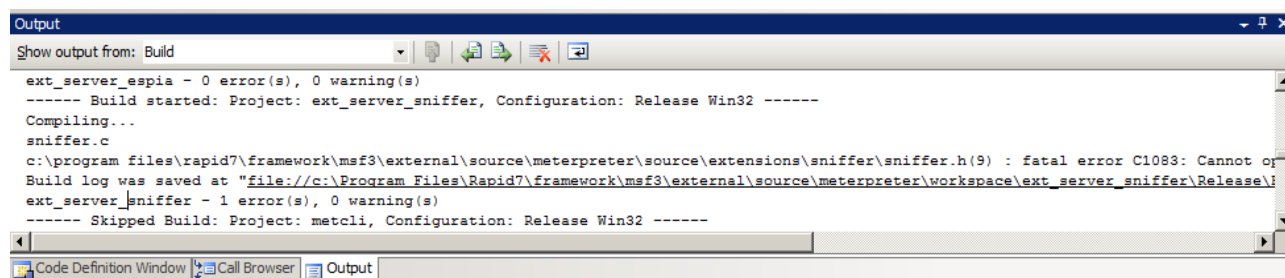 Output
Show output from: Build
ext_server_espia - 0 error(s), 0 warning(s)
------ Build started: Project: ext_server_sniffer, Configuration: Release Win32 ------
Compiling...
sniffer.c
c:\program files\rapid7\framework\msf3\external\source\meterpreter\source\extensions\sniffer\sniffer.h(9) : fatal error C1083: Cannot
Build log was saved at "file://c:\Program Files\Rapid7\framework\msf3\external\source\meterpreter\workspace\ext_server_sniffer\Release\
ext_server_sniffer - 1 error(s), 0 warning(s)
------ Skipped Build: Project: metcli, Configuration: Release Win32 ------
Code Definition Window Call Browser Output